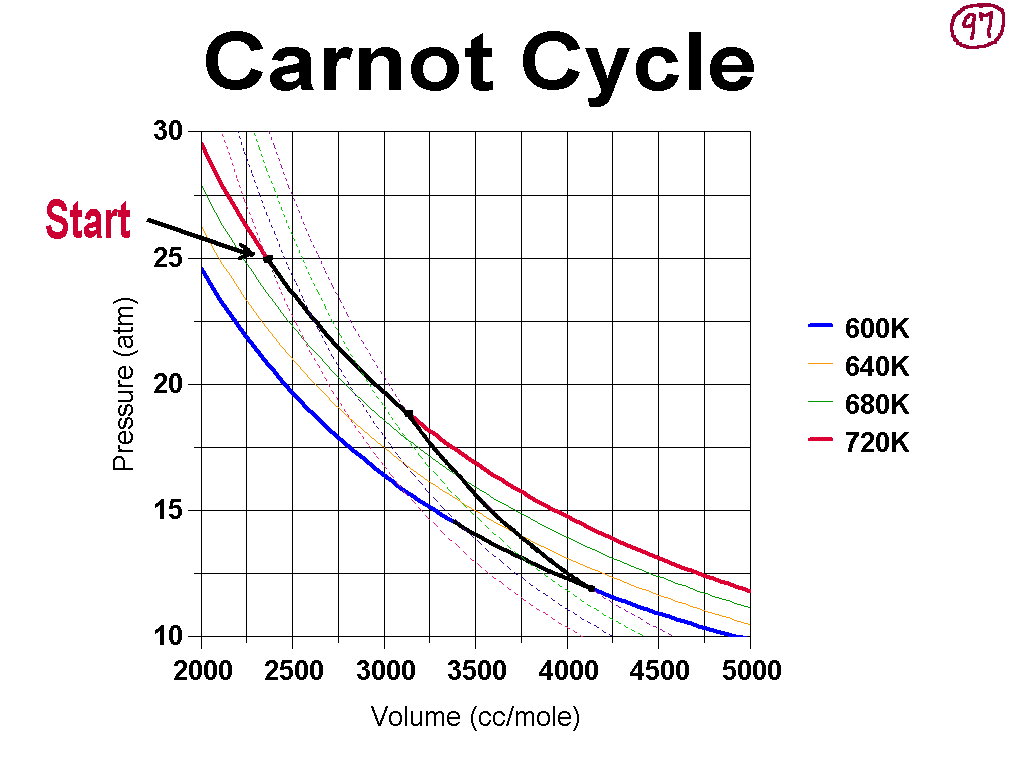 97
Carnot Cycle
30
Start
25
20
15
10
Pressure (atm)
2000 2500 3000 3500 4000 4500 5000
Volume (cc/mole)
600K
640K
680K
720K